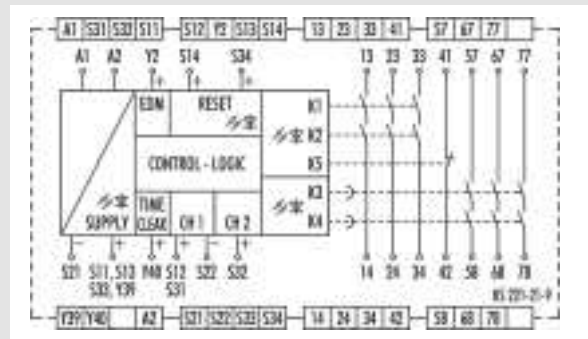 A1 S31 S32 S11 S12 Y2 S13 S14 13 23 33 41 57 67 77
A1 A2 Y2 S14 S34 13 23 33 41 57 67 77
EDM RESET K1
K2
CONTROL - LOGIC K5
TIME K3
SUPPLY CLEAR CH 1 CH 2 K4
S21 S11, S13 Y40 S12 S22 S32 14 24 34 42 58 68 78
S33, Y39 S31
Y39 Y40 A2 S21 S22 S33 S34 14 24 34 42 58 68 78